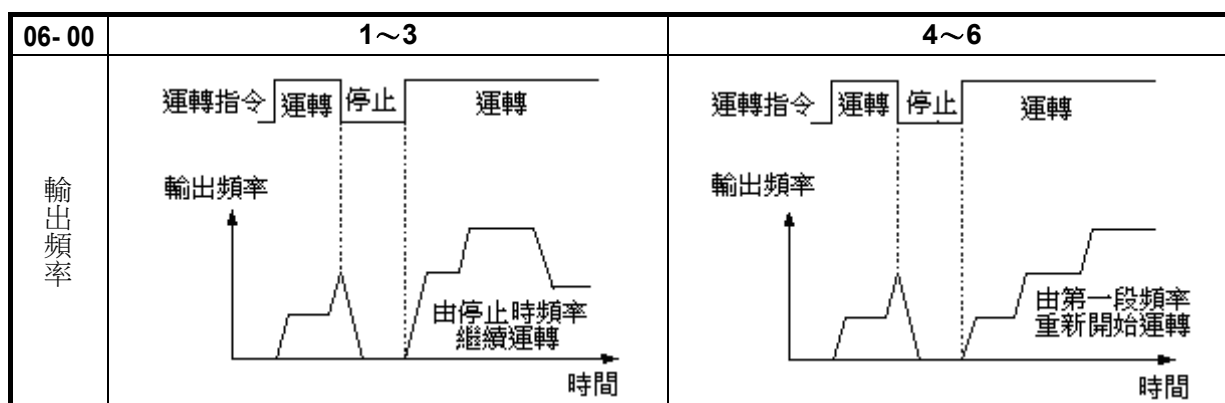 06- 00
1～3
4～6
輸出頻率
運轉指令 運轉 停止 運轉
輸出頻率
由停止時頻率
繼續運轉
時間
運轉指令 運轉 停止 運轉
輸出頻率
由第一段頻率
重新開始運轉
時間